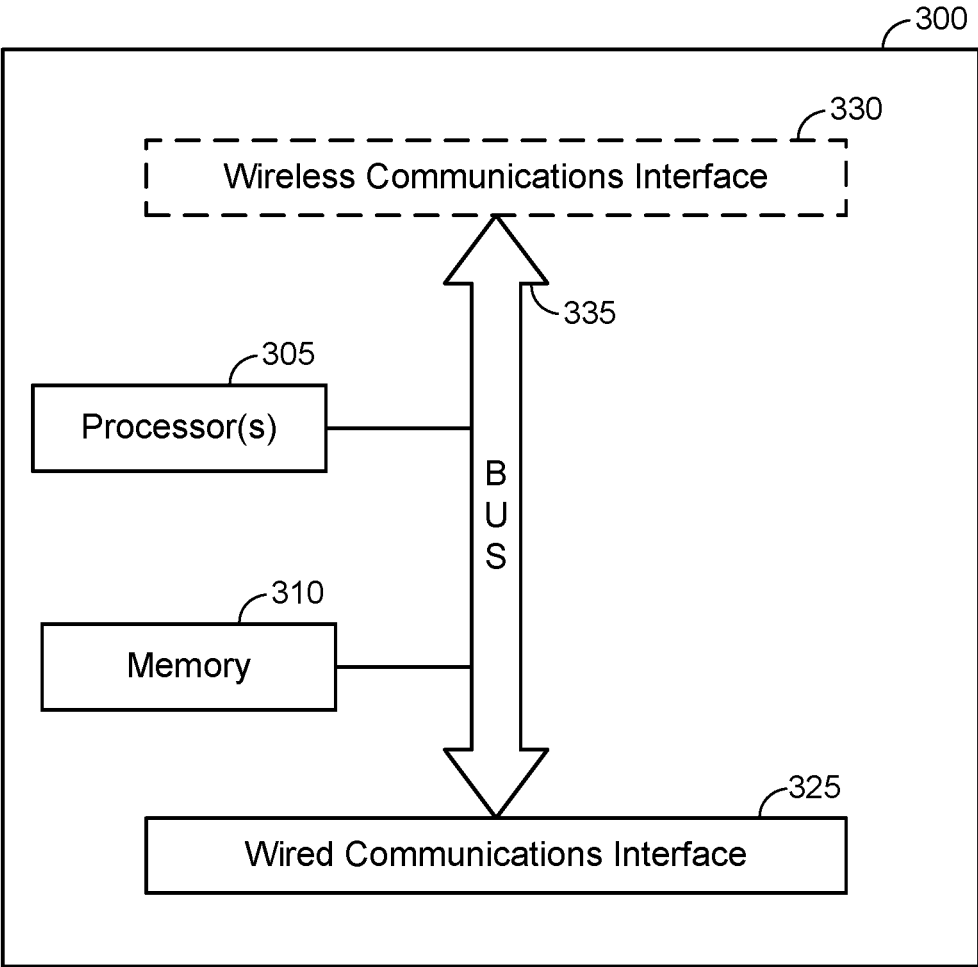 300
330
Wireless Communications Interface
335
305
Processor(s)
B
U
S
310
Memory
325
Wired Communications Interface